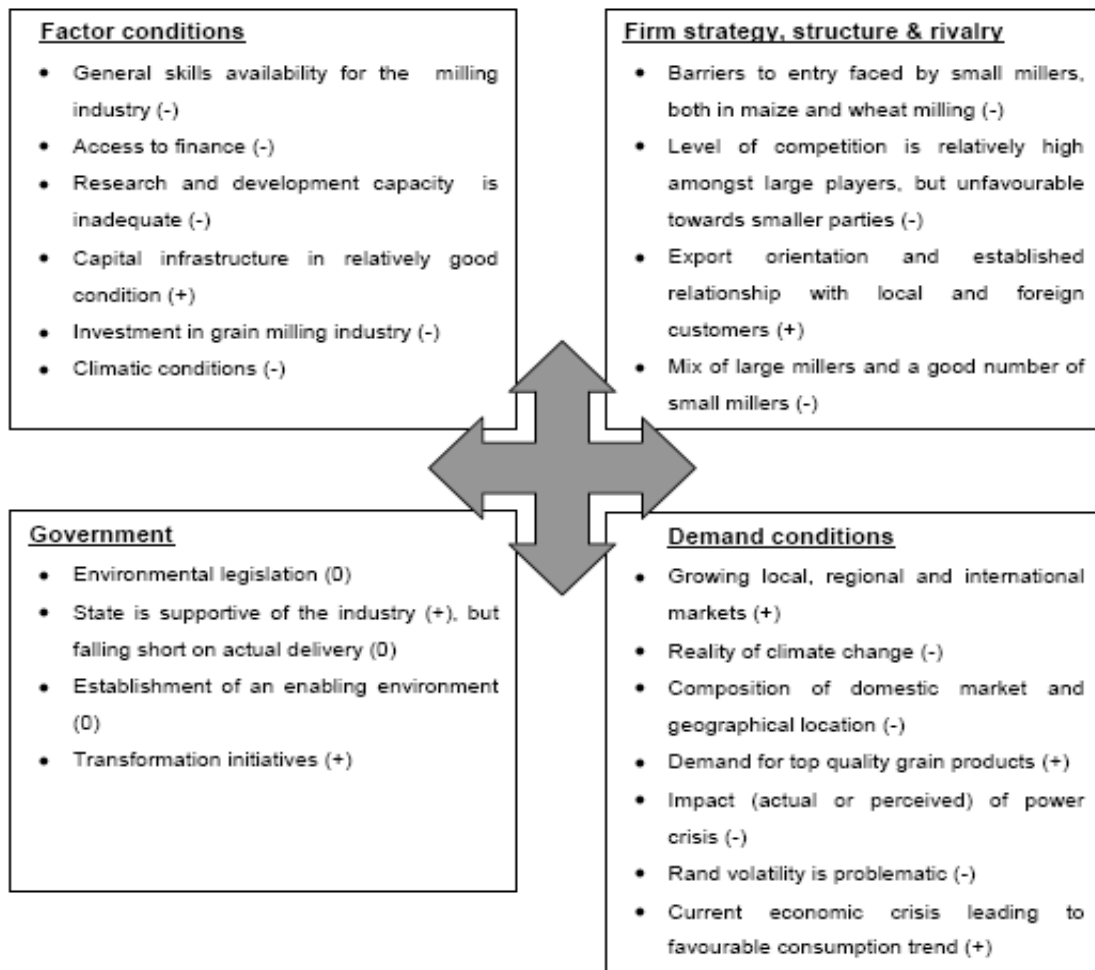 Factor conditions
• General skills availability for the milling
industry (-)
• Access to finance (-)
• Research and development capacity is
inadequate (-)
• Capital infrastructure in relatively good
condition (+)
• Investment in grain milling industry (-)
• Climatic conditions (-)
Firm strategy, structure & rivalry
• Barriers to entry faced by small millers,
both in maize and wheat milling (-)
• Level of competition is relatively high
amongst large players, but unfavourable
towards smaller parties (-)
• Export orientation and established
relationship with local and foreign
customers (+)
• Mix of large millers and a good number of
small millers (-)
Government
• Environmental legislation (0)
• State is supportive of the industry (+), but
falling short on actual delivery (0)
• Establishment of an enabling environment
(0)
• Transformation initiatives (+)
Demand conditions
• Growing local, regional and international
markets (+)
• Reality of climate change (-)
• Composition of domestic market and
geographical location (-)
• Demand for top quality grain products (+)
• Impact (actual or perceived) of power
crisis (-)
• Rand volatility is problematic (-)
• Current economic crisis leading to
favourable consumption trend (+)